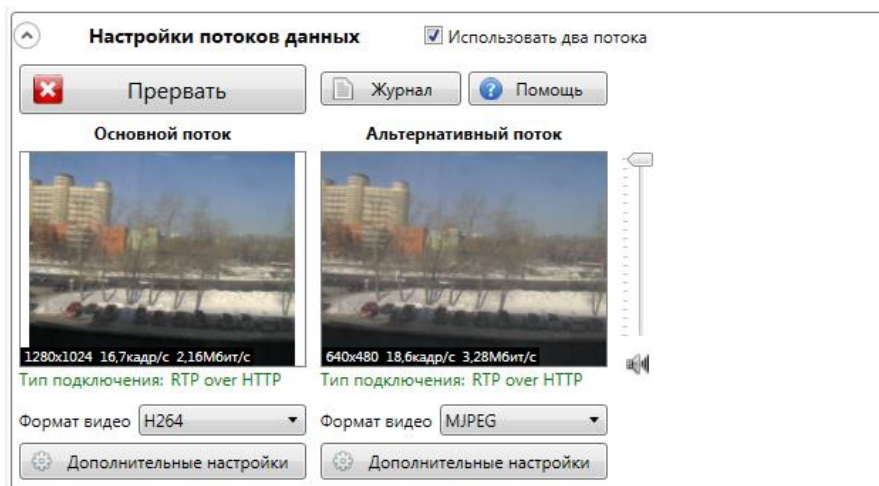 Настройки потоков данных Использовать два потока
Прервать Журнал Помощь
Основной поток Альтернативный поток
1280x1024 16,7кадр/с 2,16Мбит/с 640x480 18,6кадр/с 3,28Мбит/с
Тип подключения: RTP over HTTP Тип подключения: RTP over HTTP
Формат видео H264 Формат видео MJPEG
Дополнительные настройки Дополнительные настройки